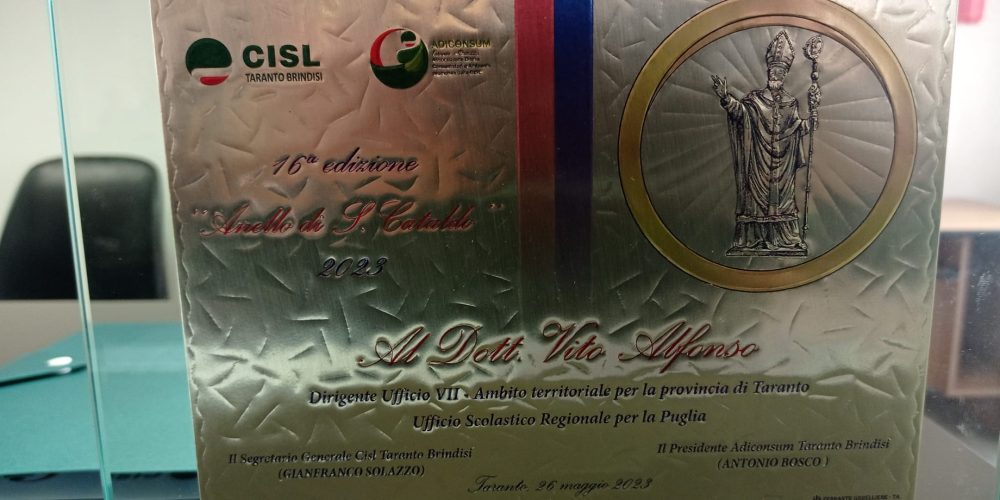 CISL
TARANTO BRINDISI
ADICONSUM
16ª edizione
"Anello di S. Cataldo"
2023
Al Dott. Vito Alfonso
Dirigente Ufficio VII - Ambito territoriale per la provincia di Taranto
Ufficio Scolastico Regionale per la Puglia
Il Segretario Generale Cisl Taranto Brindisi
(GIANFRANCO SOLAZZO)
Il Presidente Adiconsum Taranto Brindisi
(ANTONIO BOSCO )
Taranto, 26 maggio 2023